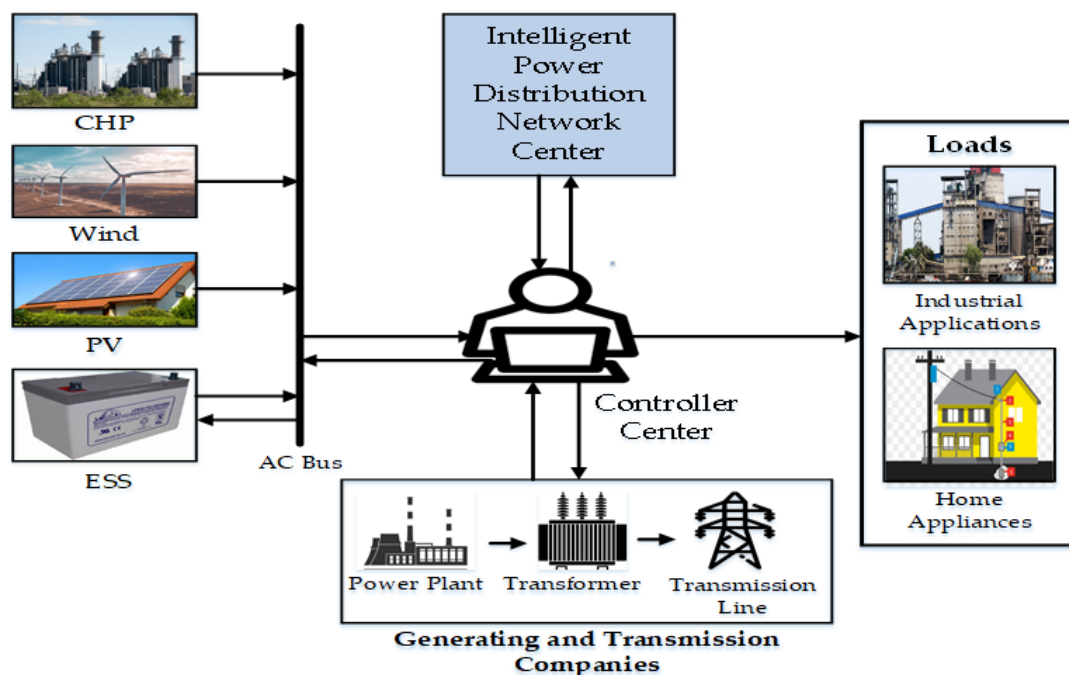 Intelligent
Power
Distribution
Network
Center
CHP
Wind
PV
ESS
AC Bus
Controller
Center
Loads
Industrial
Applications
Home
Appliances
Power Plant
Transformer
Transmission
Line
Generating and Transmission
Companies